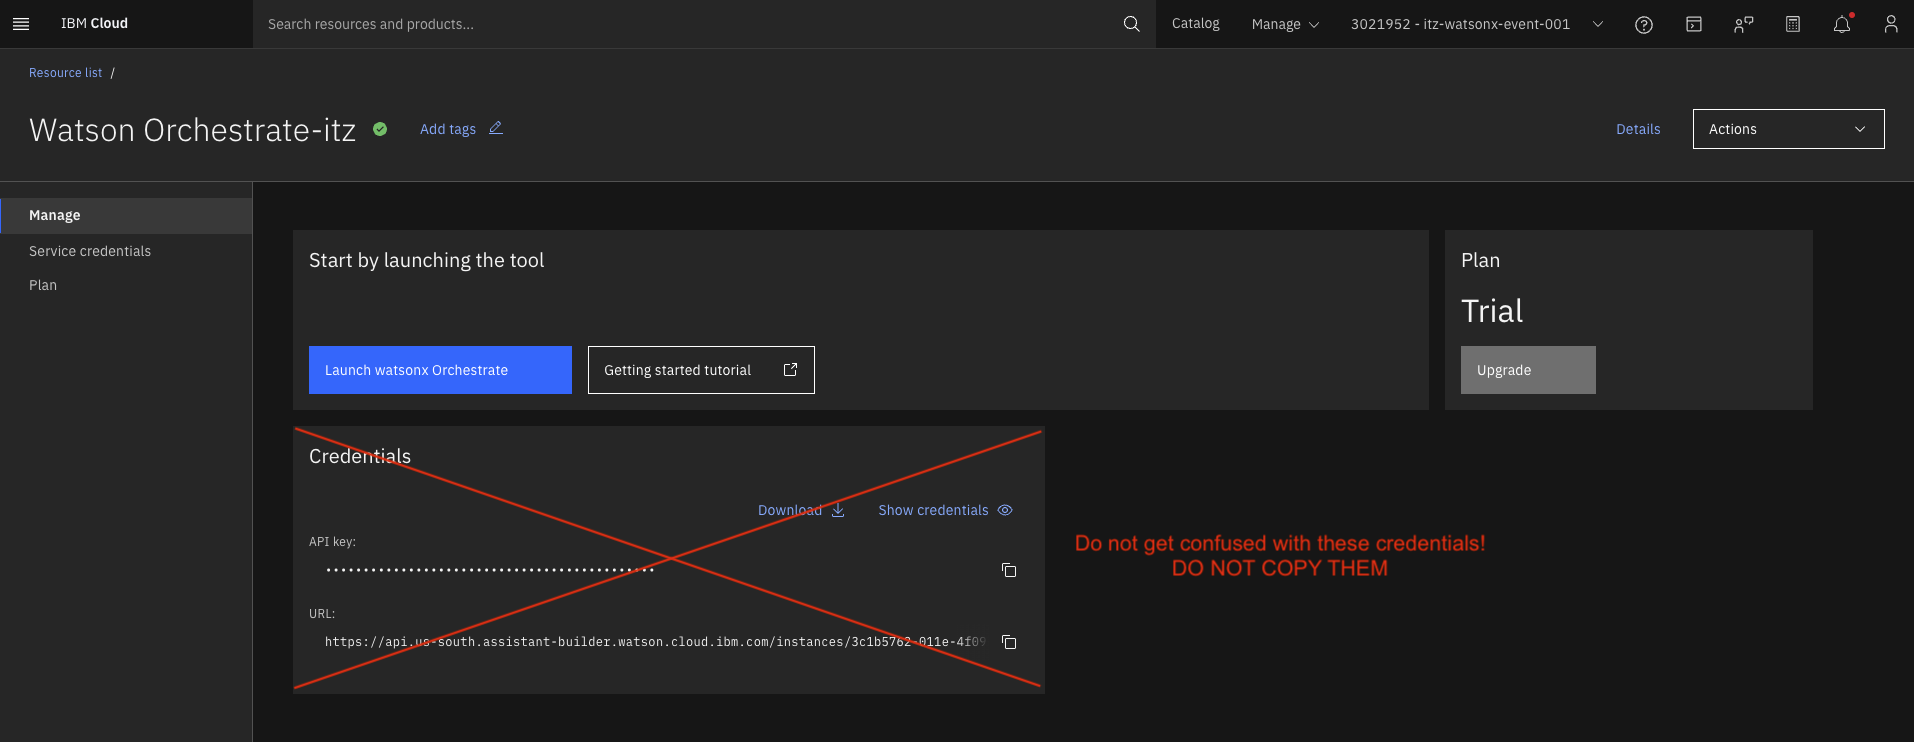 IBM Cloud
Search resources and products...
Catalog
Manage
3021952 - itz-watsonx-event-001
Resource list /
Watson Orchestrate-itz
Add tags
Details
Actions
Manage
Service credentials
Plan
Start by launching the tool
Launch watsonx Orchestrate
Getting started tutorial
Plan
Trial
Upgrade
Credentials
Download
Show credentials
API key:
••••••••••••••••••••••••••••••••••••••••••••
URL:
https://api.us-south.assistant-builder.watson.cloud.ibm.com/instances/3c1b5762-011e-4f09
Do not get confused with these credentials!
DO NOT COPY THEM